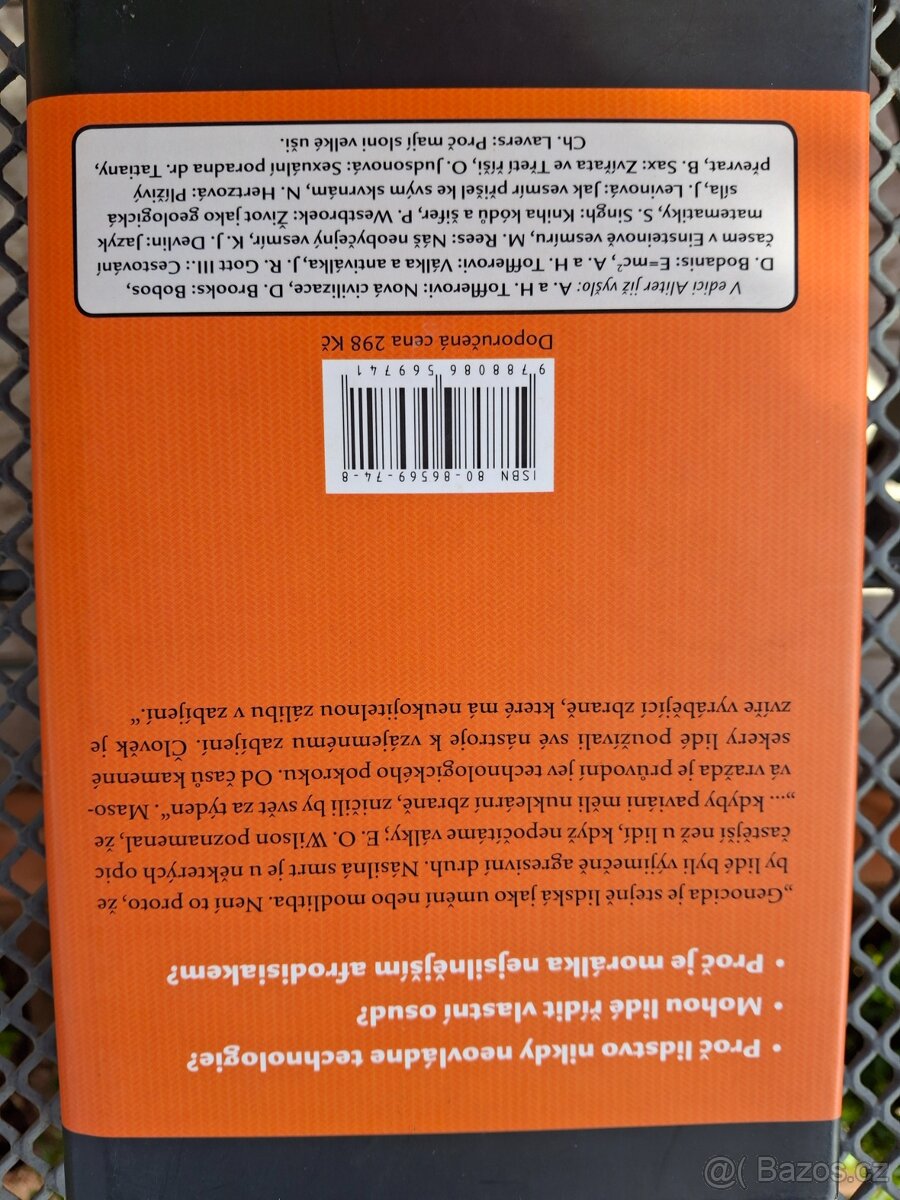 • Proč lidstvo nikdy neovládne technologie?
• Mohou lidé řídit vlastní osud?
• Proč je morálka nejsilnějším afrodisiakem?
„Genocida je stejně lidská jako umění nebo modlitba. Není to proto, že
by lidé byli výjimečně agresivní druh. Násilná smrt je u některých opic
častější než u lidí, když nepočítáme války; E. O. Wilson poznamenal, že
„... kdyby paviáni měli nukleární zbraně, zničili by svět za týden“. Maso-
vá vražda je průvodní jev technologického pokroku. Od časů kamenné
sekery lidé používali své nástroje k vzájemnému zabíjení. Člověk je
zvíře vyrábějící zbraně, které má neukojitelnou zálibu v zabíjení.“
ISBN 80-86569-74-8
9 788086 569741
Doporučená cena 298 Kč
V edici Aliter již vyšlo: A. a H. Tofflerovi: Nová civilizace, D. Brooks: Bobos,
D. Bodanis: E=mc², A. a H. Tofflerovi: Válka a antiválka, J. R. Gott III.: Cestování
časem v Einsteinově vesmíru, M. Rees: Náš neobyčejný vesmír, K. J. Devlin: Jazyk
matematiky, S. Singh: Kniha kódů a šifer, P. Westbroek: Život jako geologická
síla, J. Levinová: Jak vesmír přišel ke svým skvrnám, N. Hertzová: Plíživý
převrat, B. Sax: Zvířata ve Třetí říši, O. Judsonová: Sexuální poradna dr. Tatiany,
Ch. Lavers: Proč mají sloni velké uši.
@( Bazos.cz